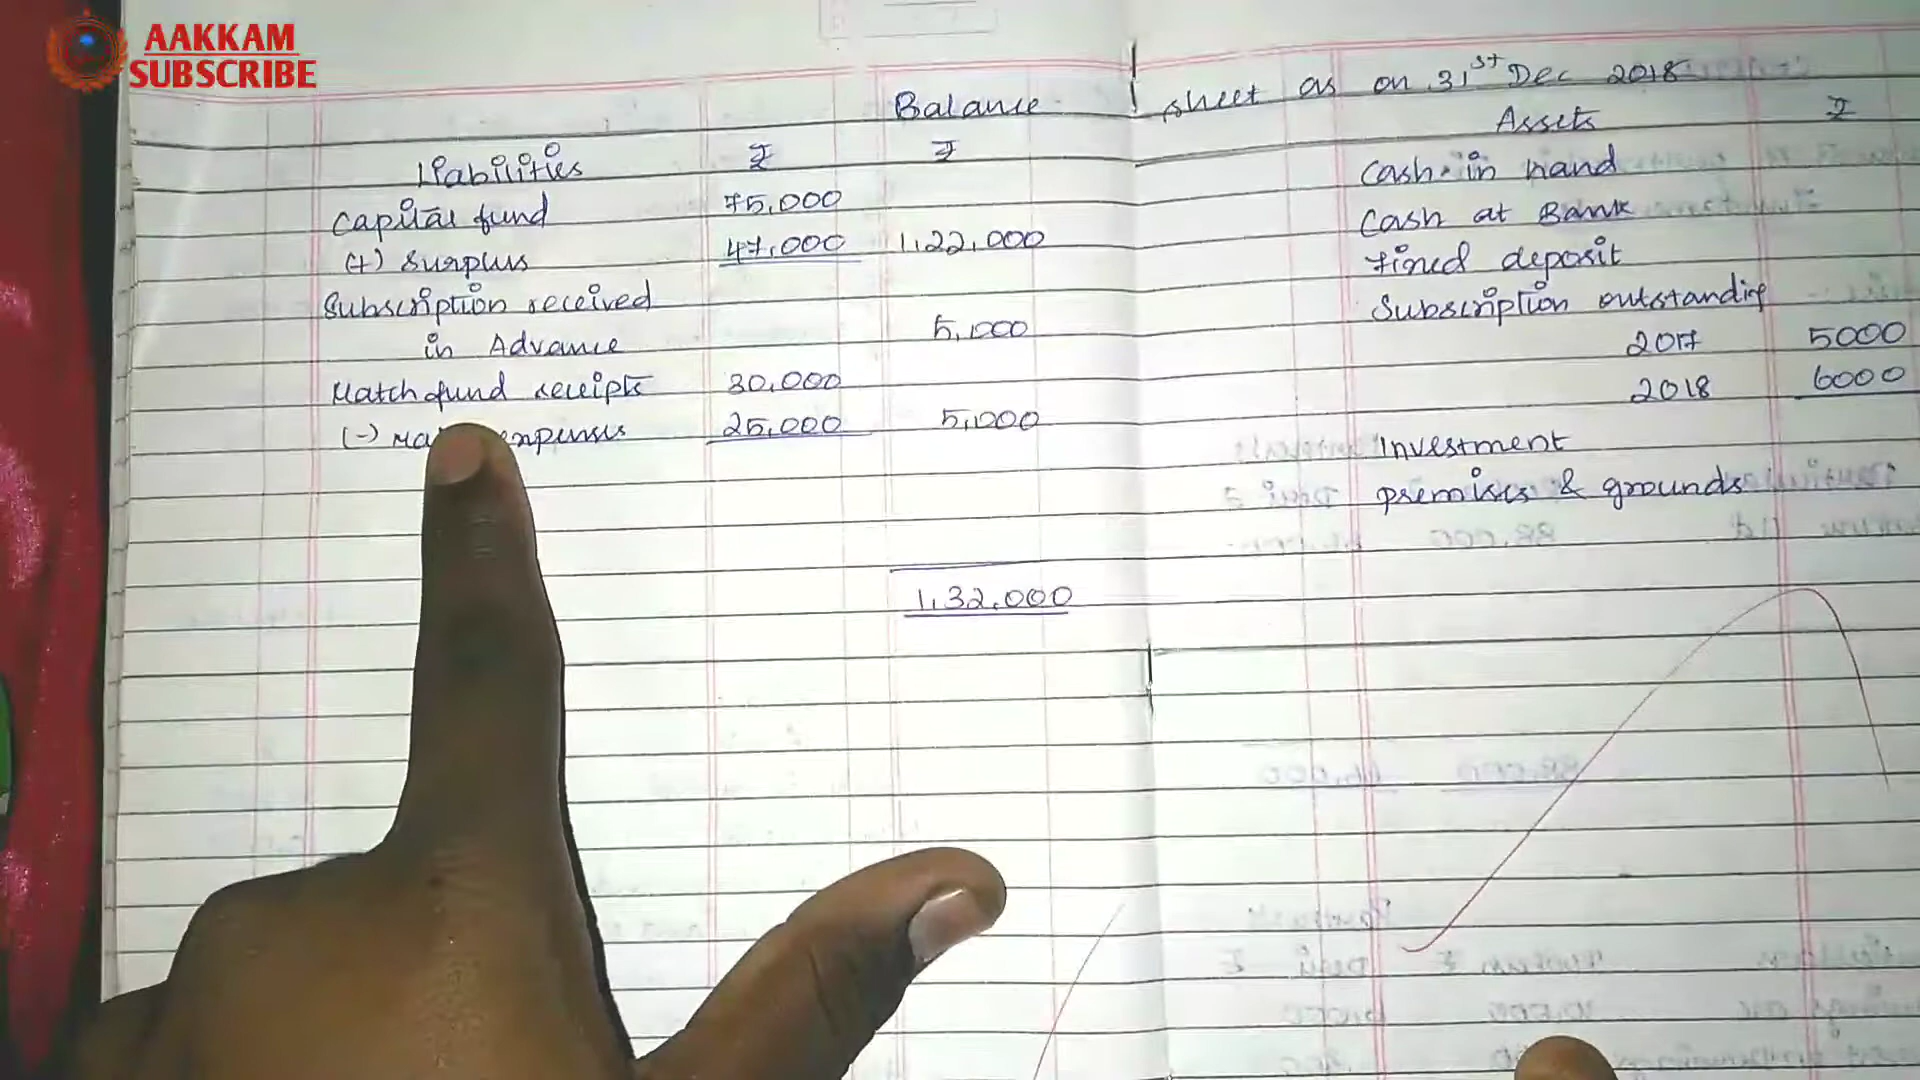 AAKKAM
SUBSCRIBE
Balance sheet as on 31st Dec 2018
Liabilities ₹ ₹
Capital fund 75,000
(+) Surplus 47,000 1,22,000
Subscription received
in Advance 5,000
Match fund receipts 30,000
(-) expenses 25,000 5,000
1,32,000
Assets ₹
Cash in hand
Cash at Bank
Fixed deposit
Subscription outstanding
2017 5000
2018 6000
Investment
premises & grounds